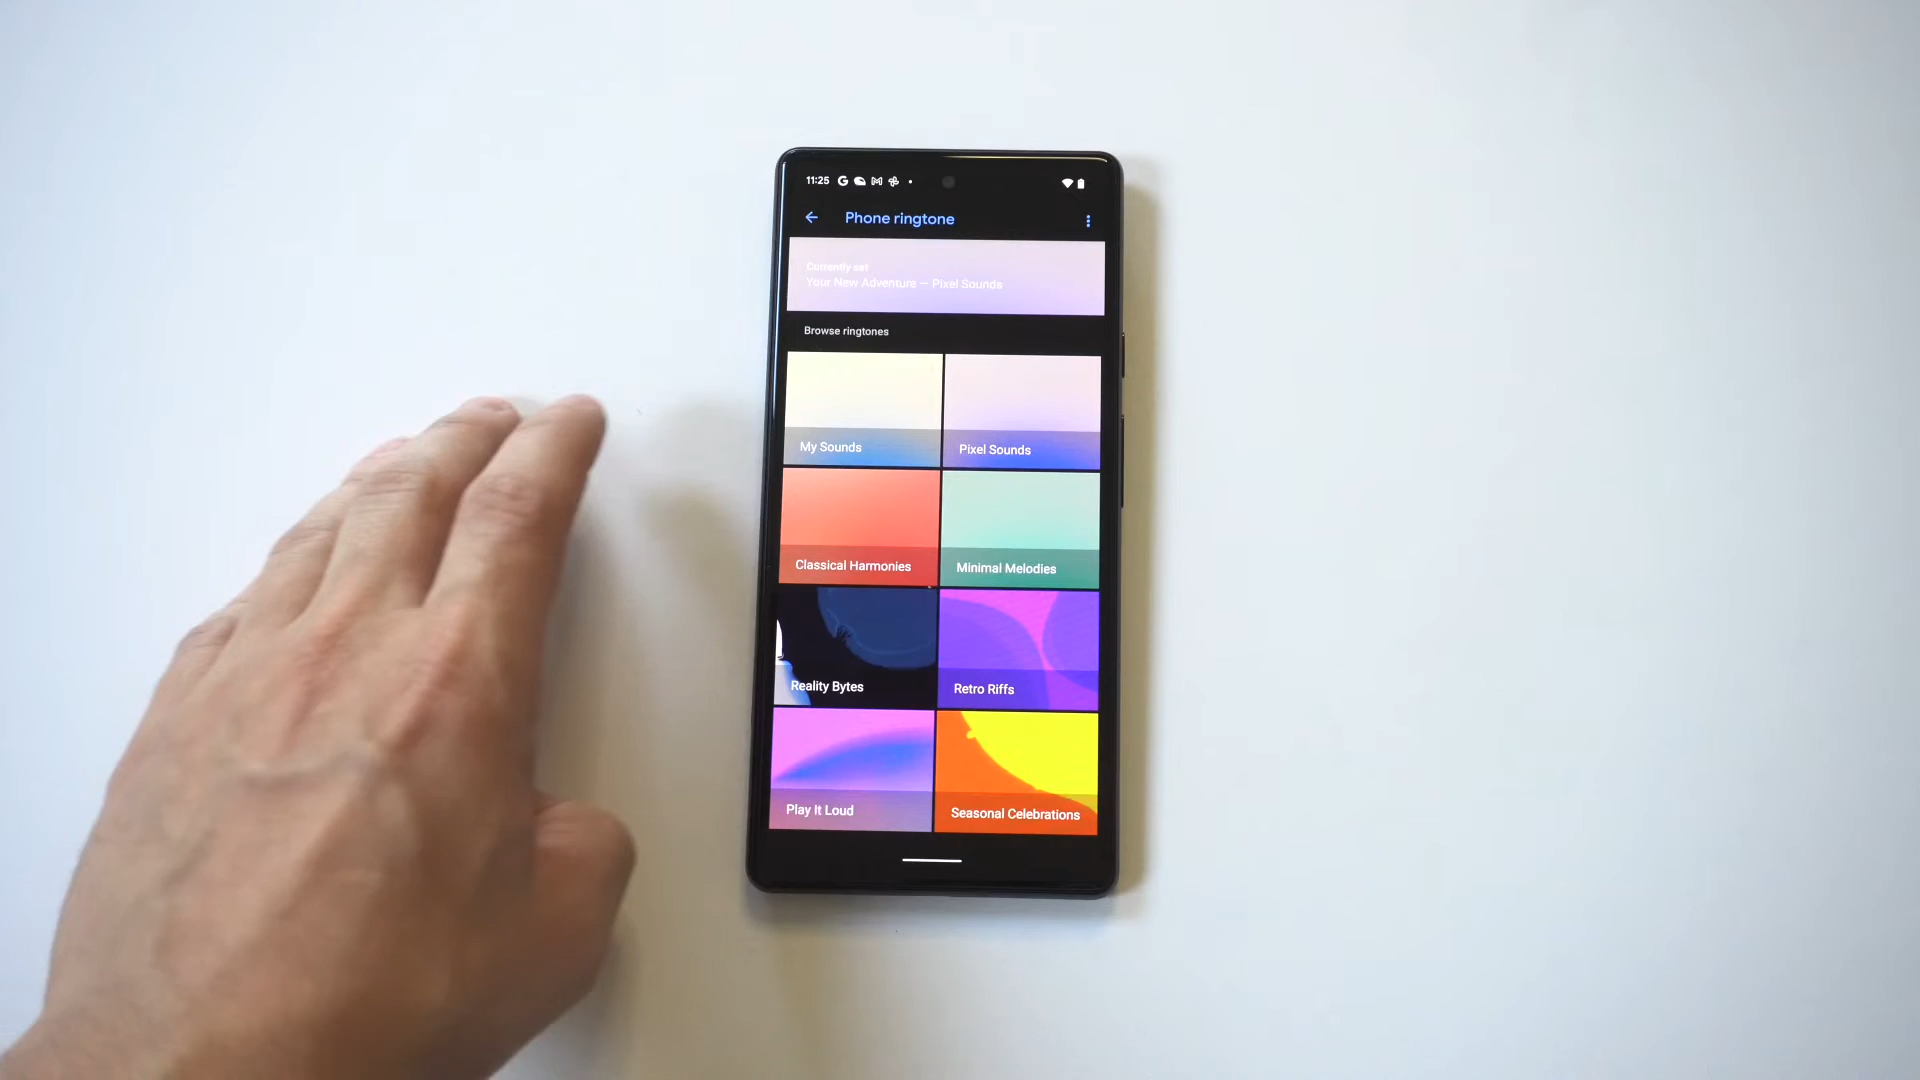 11:25
Phone ringtone
Currently set
Your New Adventure — Pixel Sounds
Browse ringtones
My Sounds
Pixel Sounds
Classical Harmonies
Minimal Melodies
Reality Bytes
Retro Riffs
Play It Loud
Seasonal Celebrations